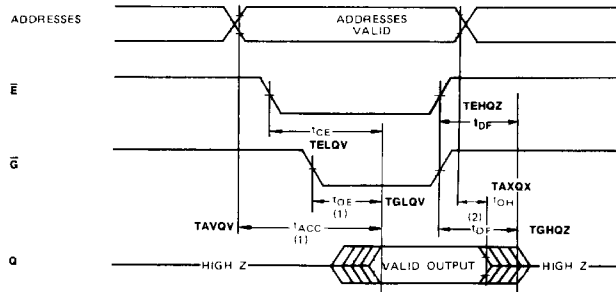 ADDRESSES
ADDRESSES VALID
E̅
TEHQZ
tDF
tCE
TELQV
G̅
TAXQX
tOE
(1)
TGLQV
tOH
TAVQV
tACC
(1)
(2)
tDF
TGHQZ
Q
HIGH Z
VALID OUTPUT
HIGH Z